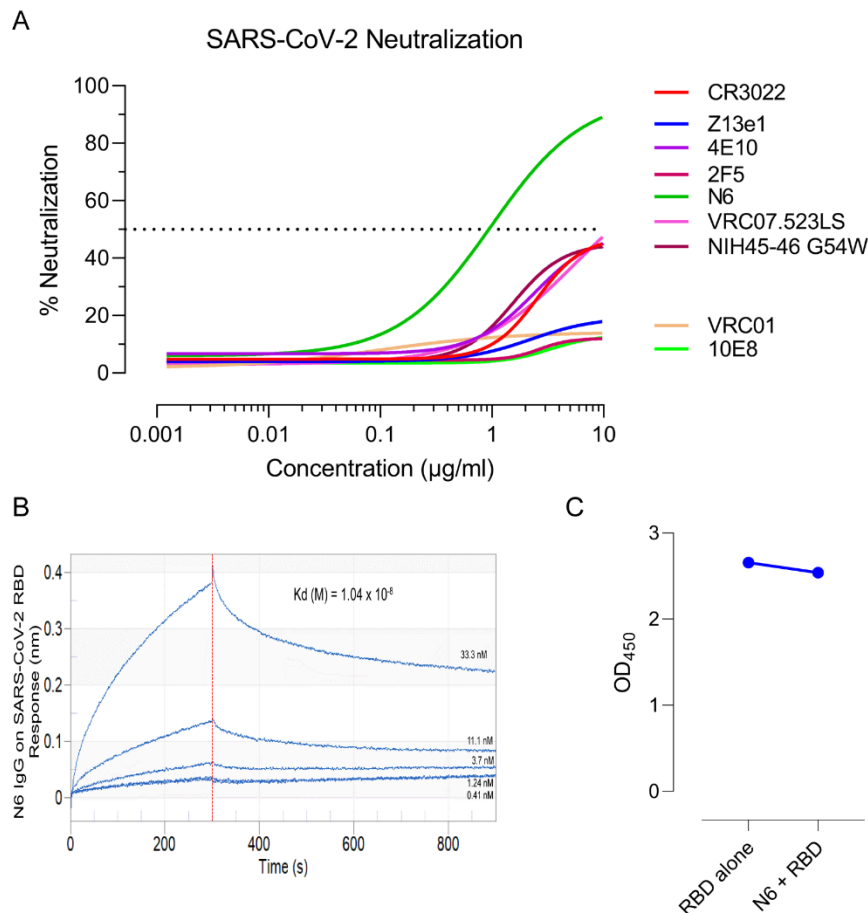 A
SARS-CoV-2 Neutralization
100
80
60
40
20
0
% Neutralization
0.001
0.01
0.1
1
10
Concentration (µg/ml)
CR3022
Z13e1
4E10
2F5
N6
VRC07.523LS
NIH45-46 G54W
VRC01
10E8
B
N6 IgG on SARS-CoV-2 RBD
Response (nm)
0.4
0.3
0.2
0.1
0
Kd (M) = 1.04 x 10⁻⁸
33.3 nM
11.1 nM
3.7 nM
1.24 nM
0.41 nM
0
200
400
600
800
Time (s)
C
OD₄₅₀
3
2
1
0
RBD alone
N6 + RBD